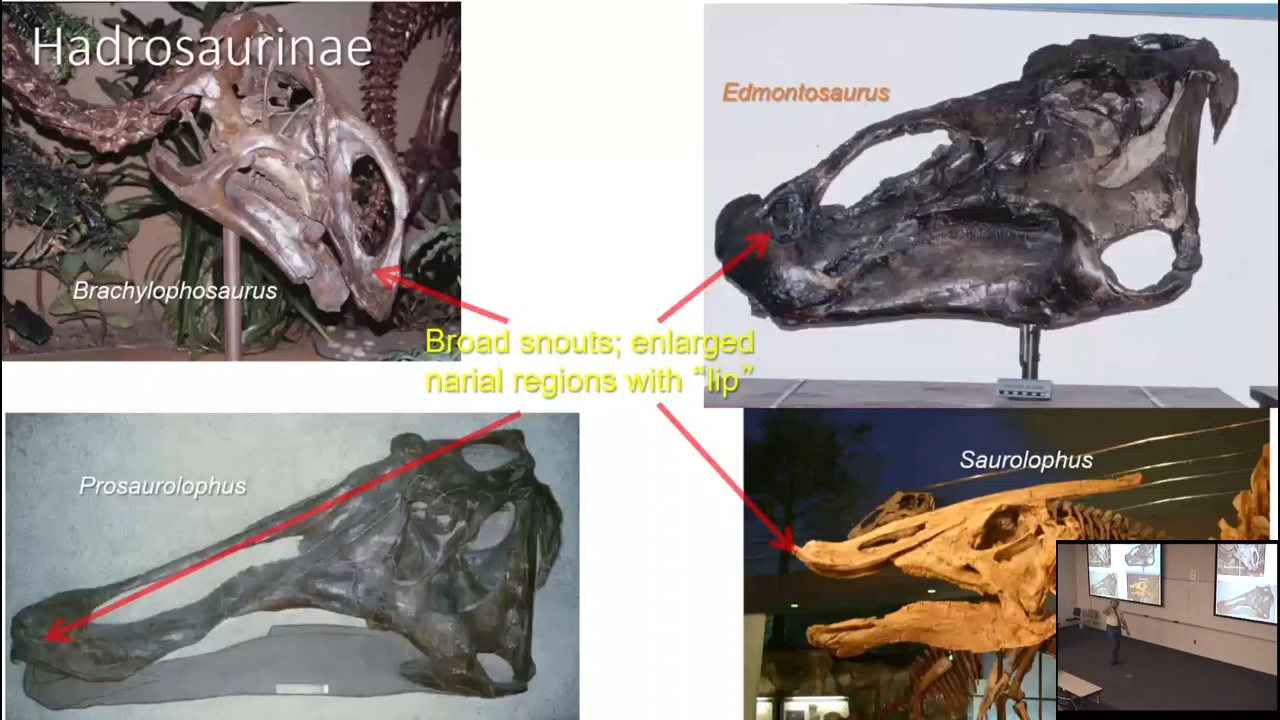 Hadrosaurinae
Edmontosaurus
Brachylophosaurus
Broad snouts; enlarged
narial regions with “lip”
Prosaurolophus
Saurolophus